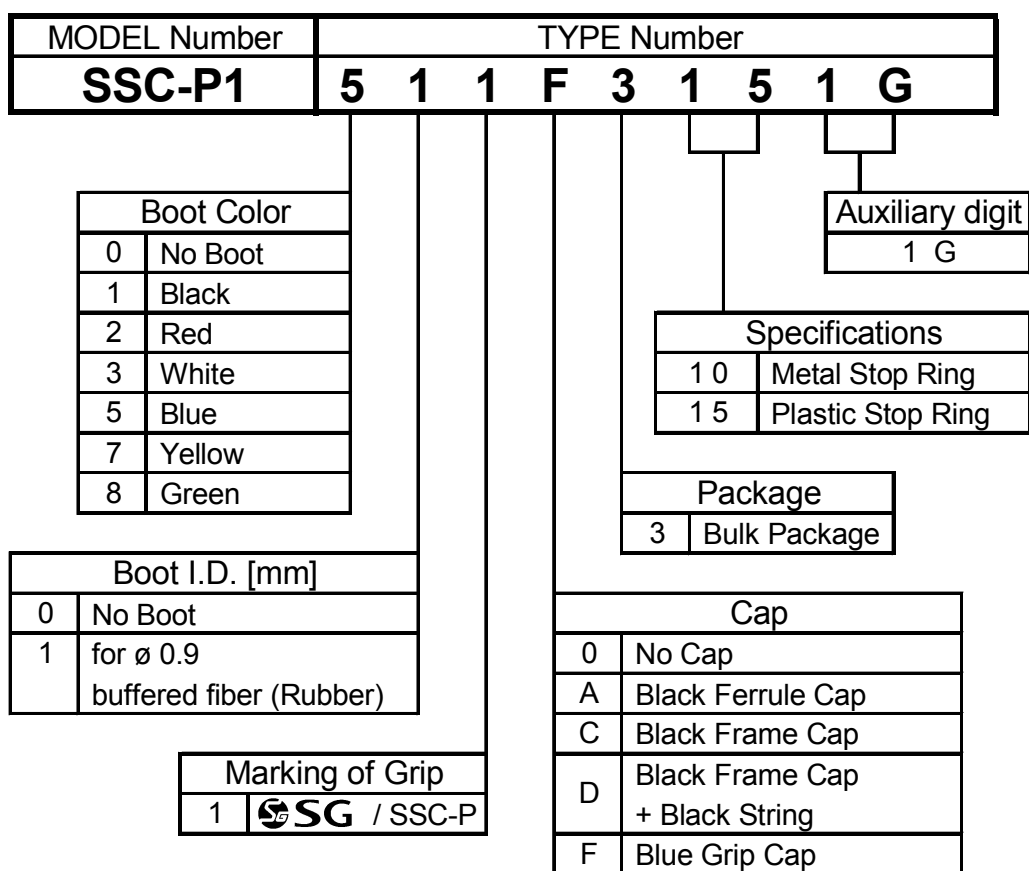 MODEL Number TYPE Number
SSC-P1 5 1 1 F 3 1 5 1 G
Boot Color
0 No Boot
1 Black
2 Red
3 White
5 Blue
7 Yellow
8 Green
Auxiliary digit
1 G
Specifications
1 0 Metal Stop Ring
1 5 Plastic Stop Ring
Package
3 Bulk Package
Boot I.D. [mm]
0 No Boot
1 for ø 0.9
buffered fiber (Rubber)
Cap
0 No Cap
A Black Ferrule Cap
C Black Frame Cap
D Black Frame Cap
+ Black String
F Blue Grip Cap
Marking of Grip
1 SG SG / SSC-P